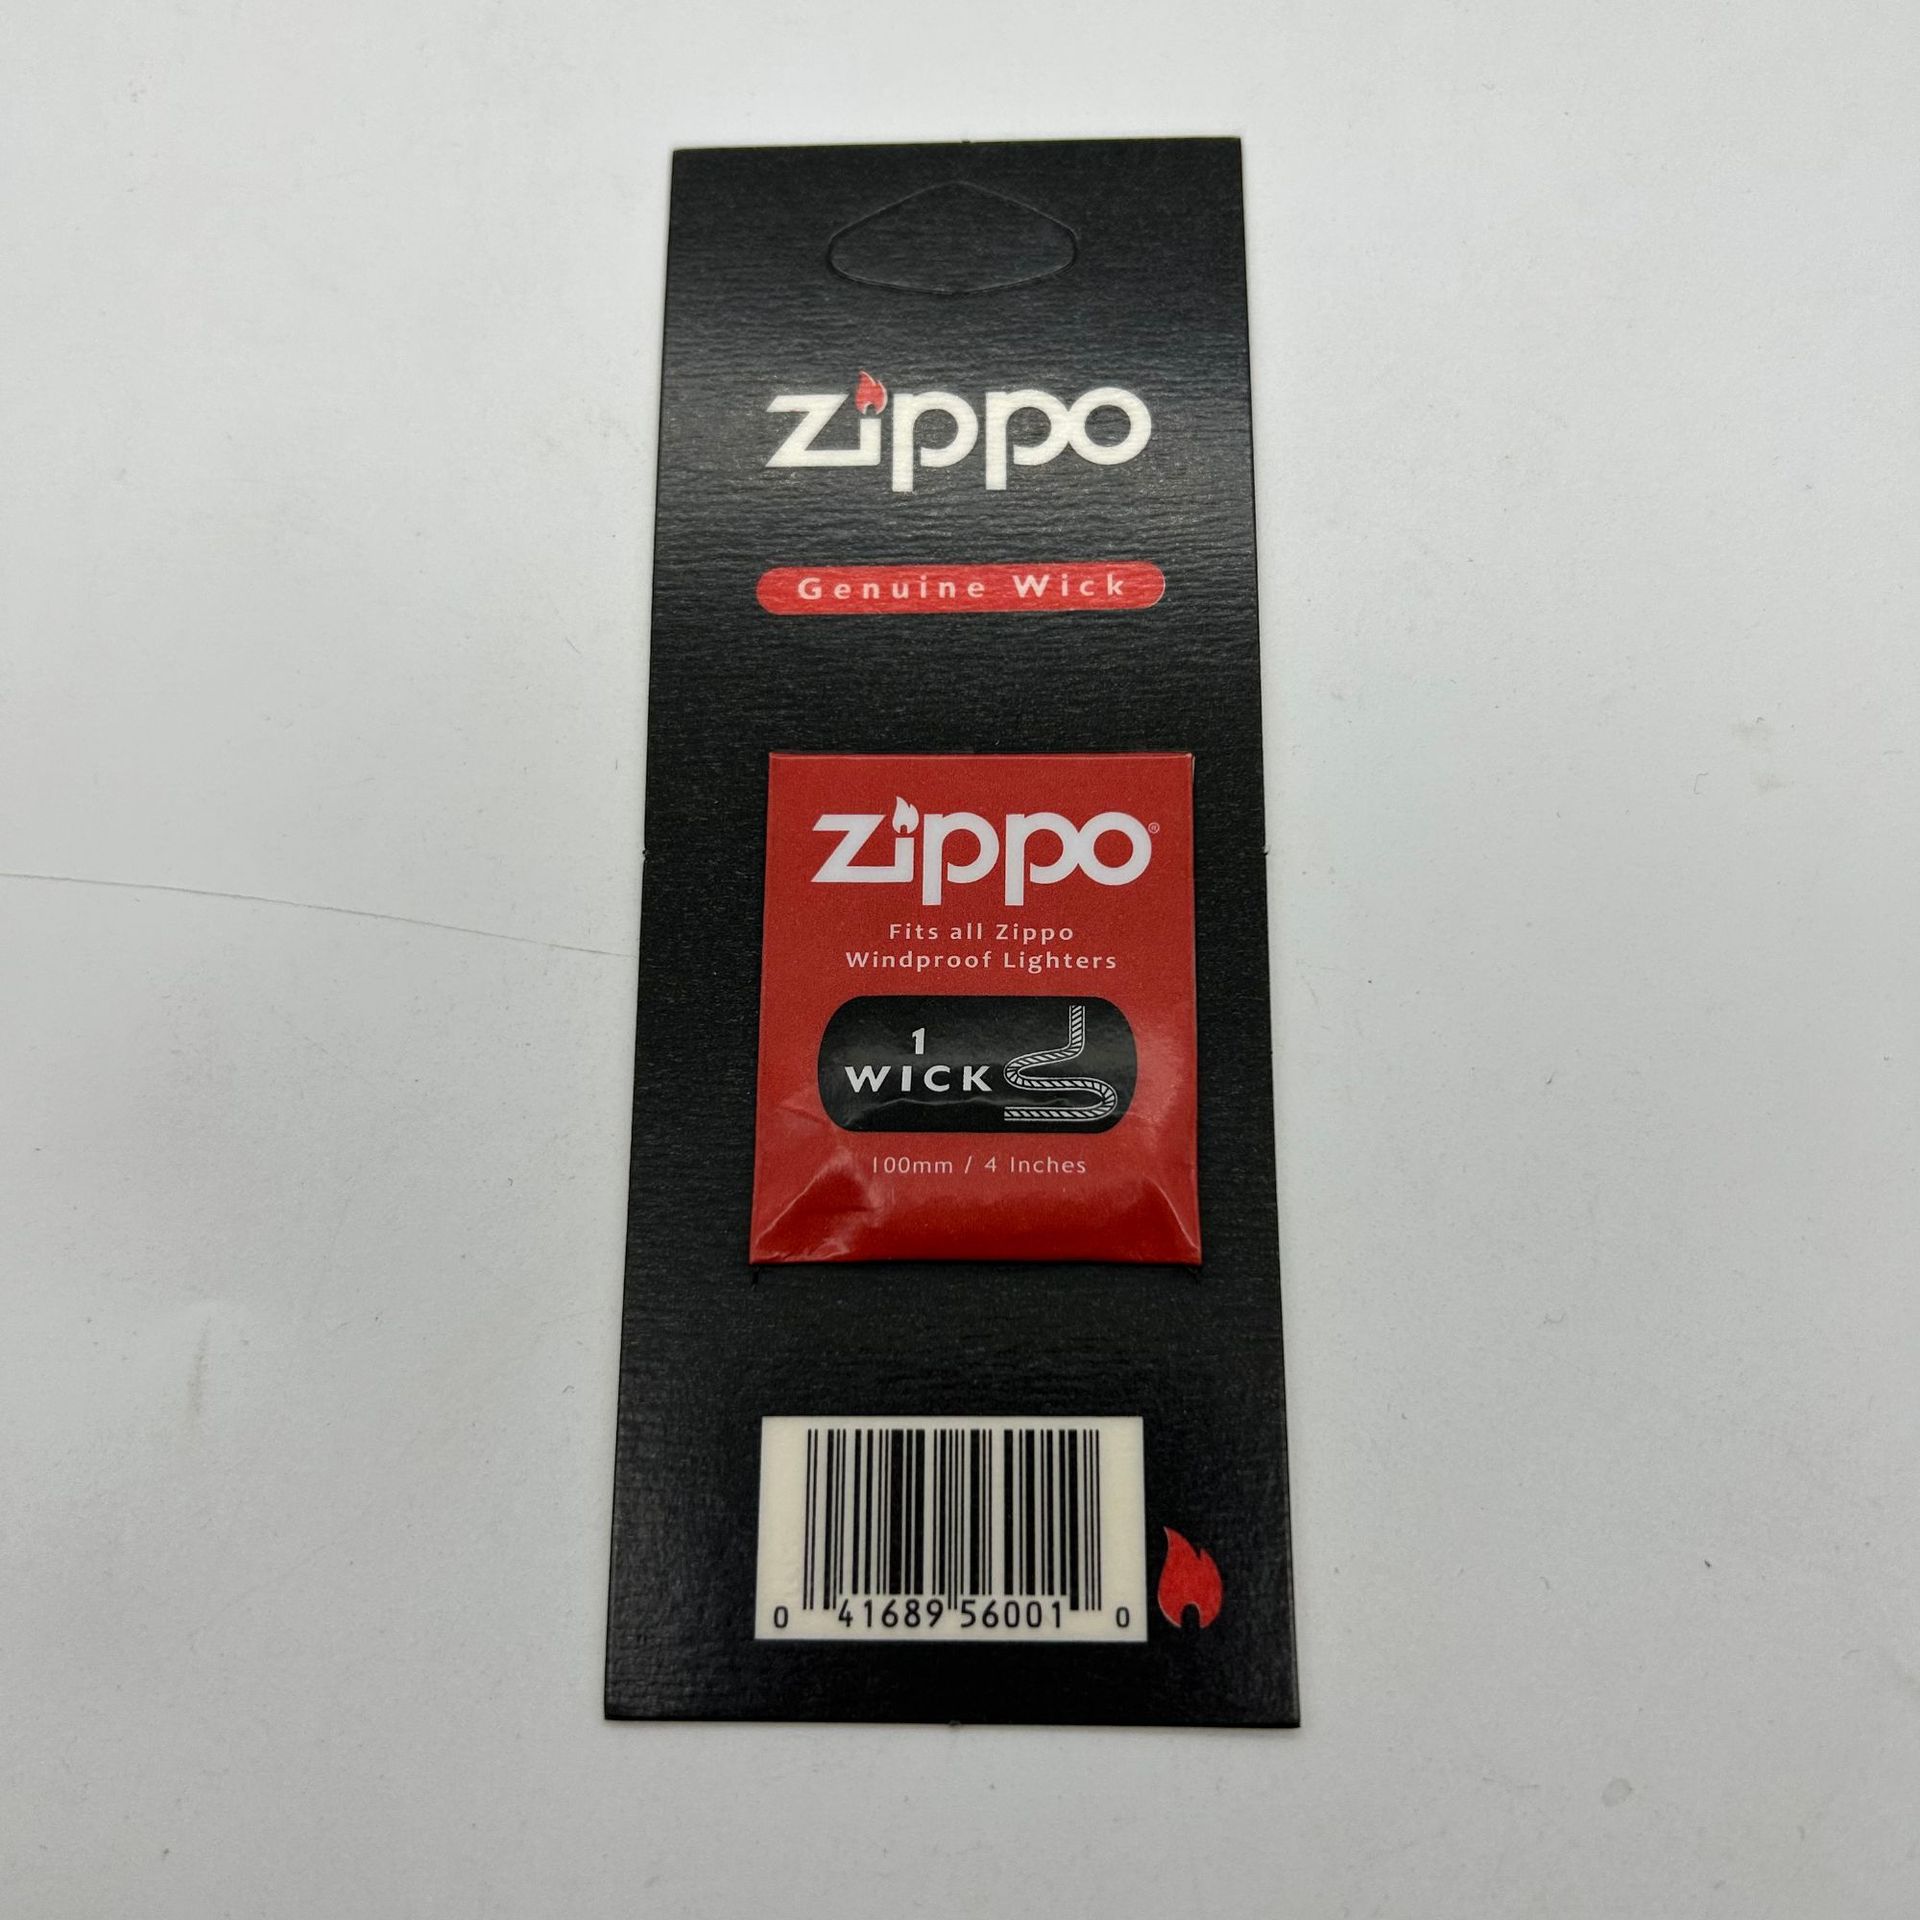 zippo
Genuine Wick
zippo®
Fits all Zippo
Windproof Lighters
1
WICK
100mm / 4 Inches
0 41689 56001 0